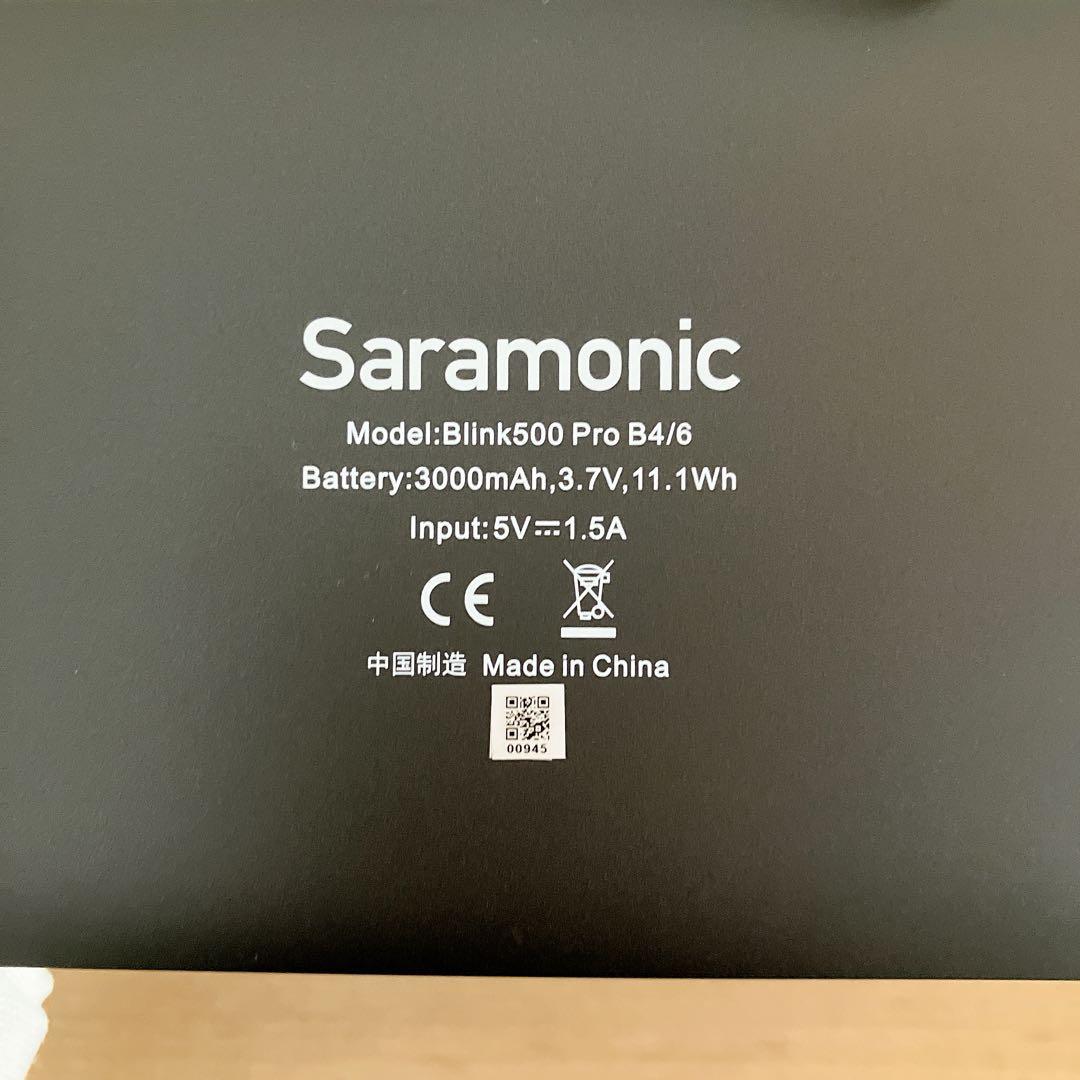 Saramonic
Model:Blink500 Pro B4/6
Battery:3000mAh,3.7V,11.1Wh
Input:5V⎓1.5A
CE
中国制造 Made in China
00945